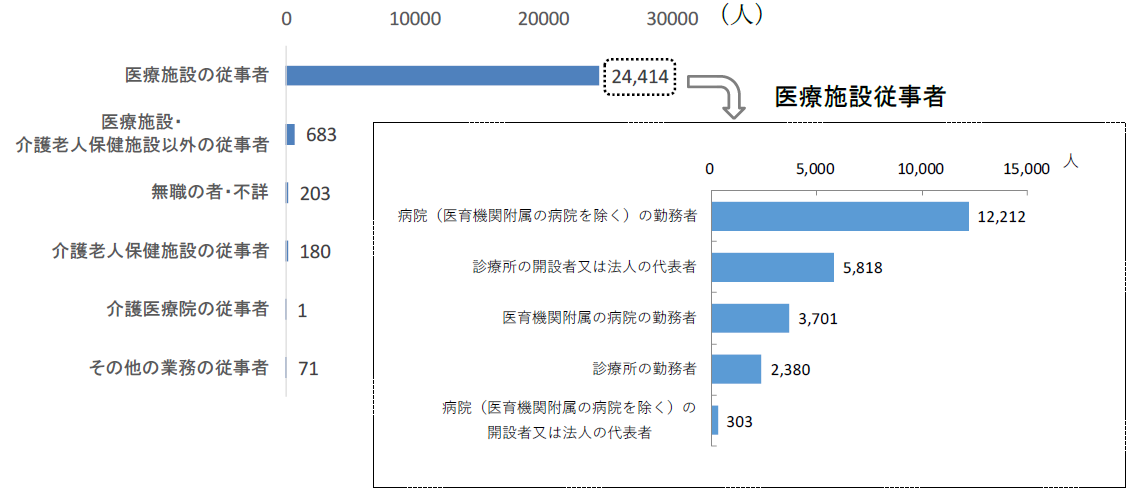 0 10000 20000 30000 （人）
医療施設の従事者 24,414
医療施設・
介護老人保健施設以外の従事者 683
無職の者・不詳 203
介護老人保健施設の従事者 180
介護医療院の従事者 1
その他の業務の従事者 71
医療施設従事者
0 5,000 10,000 15,000 人
病院（医育機関附属の病院を除く）の勤務者 12,212
診療所の開設者又は法人の代表者 5,818
医育機関附属の病院の勤務者 3,701
診療所の勤務者 2,380
病院（医育機関附属の病院を除く）の
開設者又は法人の代表者 303